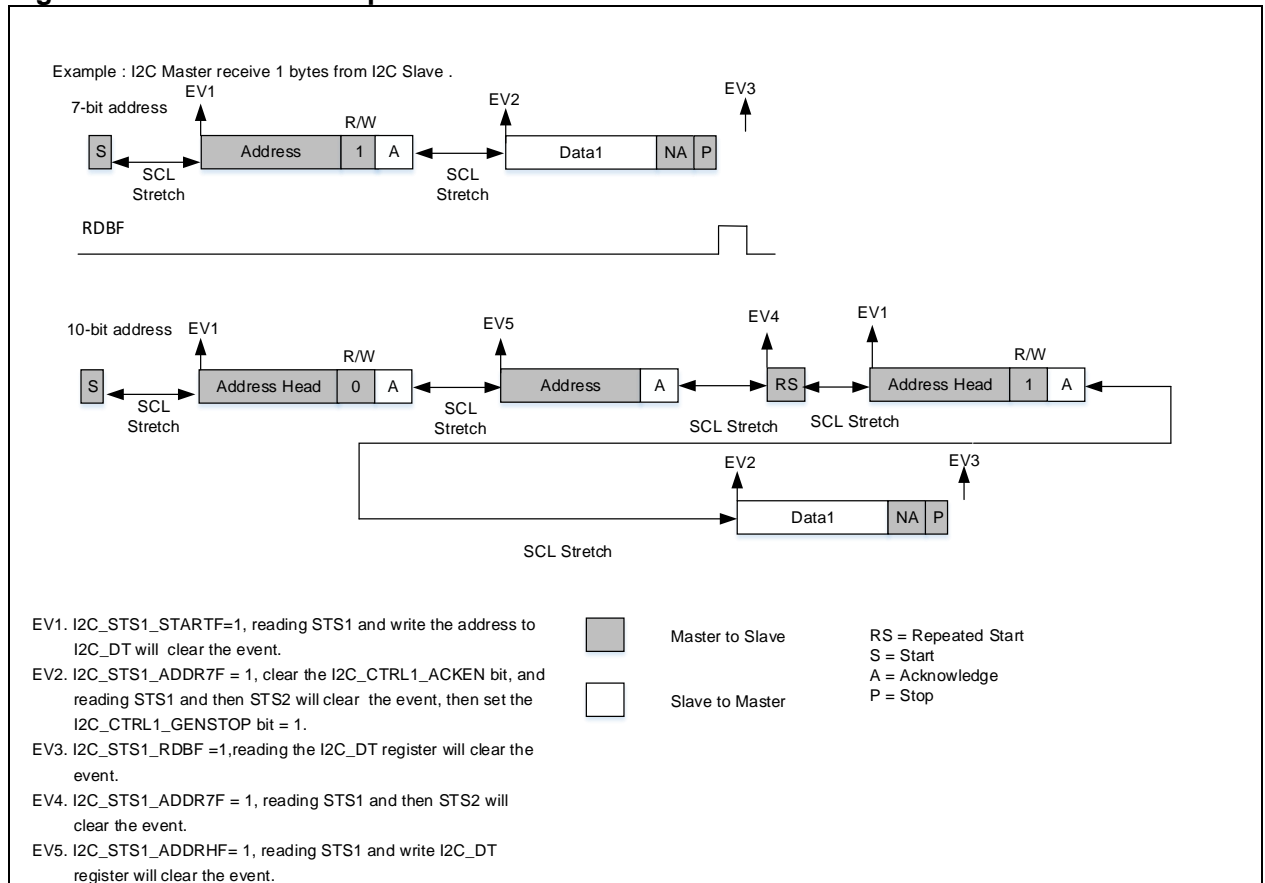 Example : I2C Master receive 1 bytes from I2C Slave .
7-bit address
EV1
EV2
EV3
R/W
S
Address
1
A
Data1
NA
P
SCL
Stretch
SCL
Stretch
RDBF
10-bit address
EV1
EV5
EV4
EV1
R/W
R/W
S
Address Head
0
A
Address
A
RS
Address Head
1
A
SCL
Stretch
SCL
Stretch
SCL Stretch
SCL Stretch
EV2
EV3
Data1
NA
P
SCL Stretch
EV1. I2C_STS1_STARTF=1, reading STS1 and write the address to
I2C_DT will clear the event.
EV2. I2C_STS1_ADDR7F = 1, clear the I2C_CTRL1_ACKEN bit, and
reading STS1 and then STS2 will clear the event, then set the
I2C_CTRL1_GENSTOP bit = 1.
EV3. I2C_STS1_RDBF =1,reading the I2C_DT register will clear the
event.
EV4. I2C_STS1_ADDR7F = 1, reading STS1 and then STS2 will
clear the event.
EV5. I2C_STS1_ADDRHF= 1, reading STS1 and write I2C_DT
register will clear the event.
Master to Slave
Slave to Master
RS = Repeated Start
S = Start
A = Acknowledge
P = Stop